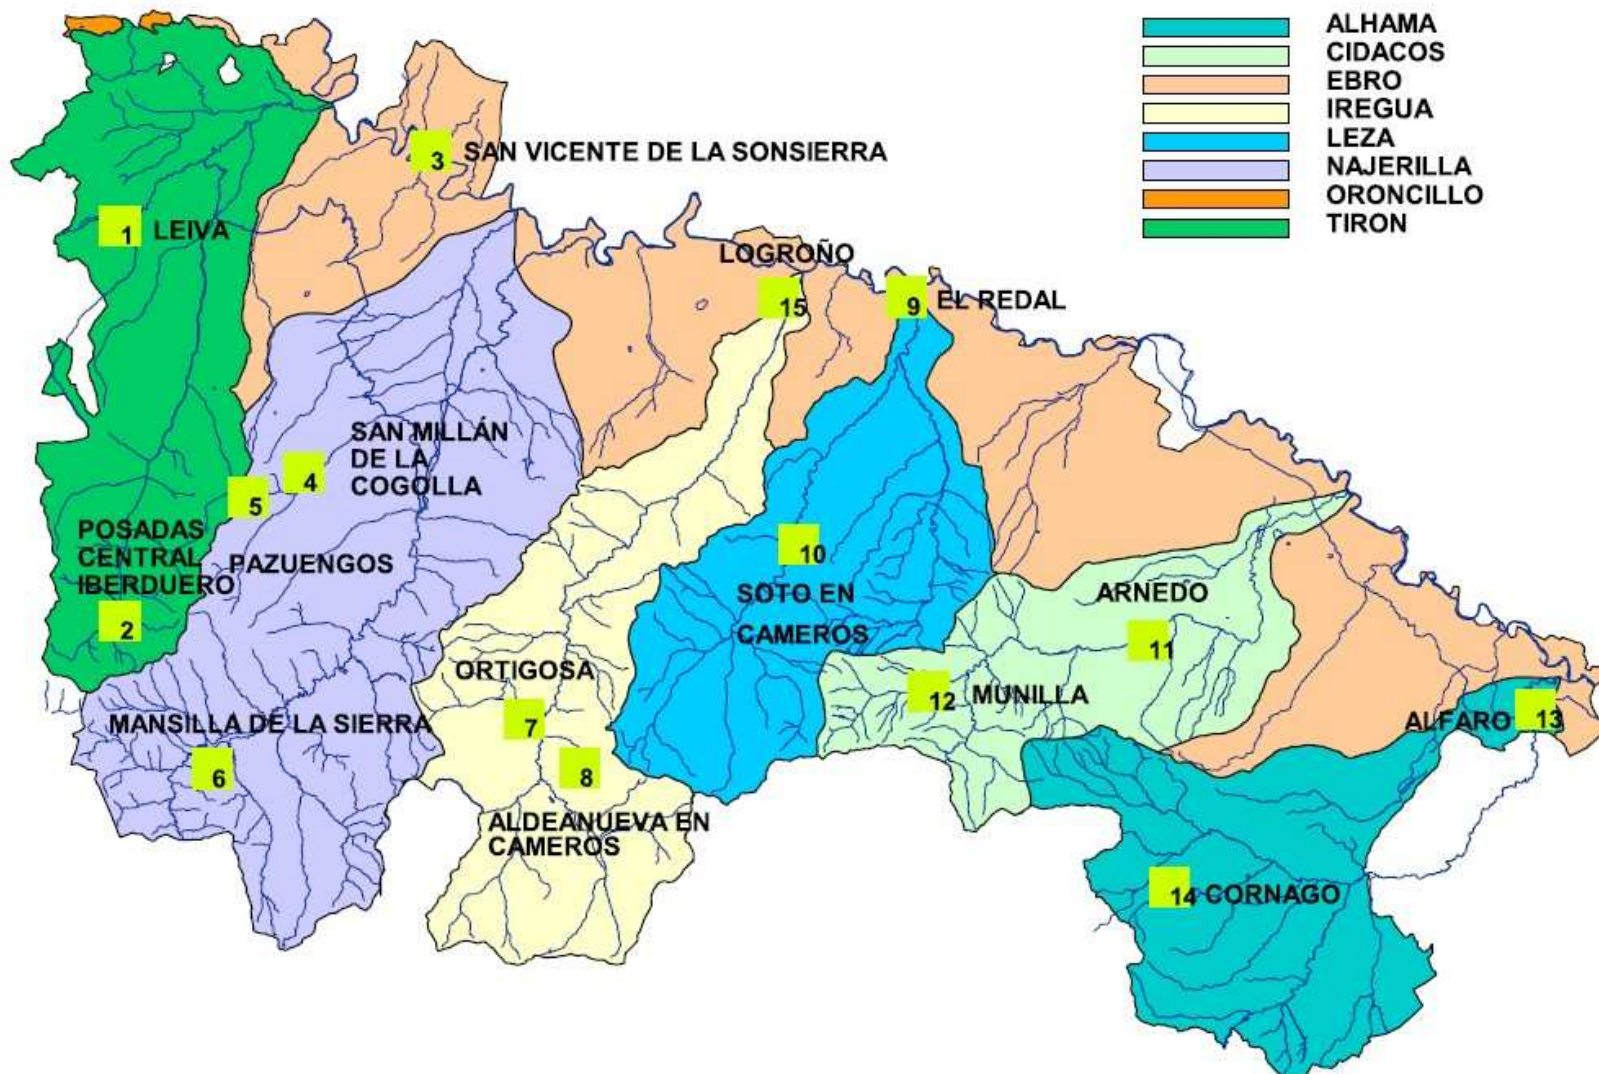 ALHAMA
CIDACOS
EBRO
IREGUA
LEZA
NAJERILLA
ORONCILLO
TIRON
3 SAN VICENTE DE LA SONSIERRA
1 LEIVA
LOGROÑO
15
9 EL REDAL
SAN MILLÁN
DE LA
COGOLLA
4
5
POSADAS
CENTRAL
IBERDUERO
PAZUENGOS
2
10
SOTO EN
CAMEROS
ARNEDO
11
ORTIGOSA
7
12 MUNILLA
MANSILLA DE LA SIERRA
6
8
ALDEANUEVA EN
CAMEROS
ALFARO 13
14 CORNAGO